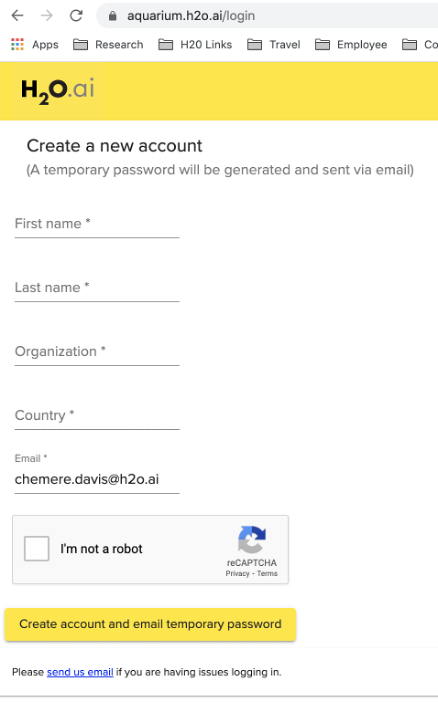 aquarium.h2o.ai/login
Apps Research H20 Links Travel Employee Co
H2O.ai
Create a new account
(A temporary password will be generated and sent via email)
First name *
Last name *
Organization *
Country *
Email *
chemere.davis@h2o.ai
I'm not a robot
reCAPTCHA
Privacy - Terms
Create account and email temporary password
Please send us email if you are having issues logging in.